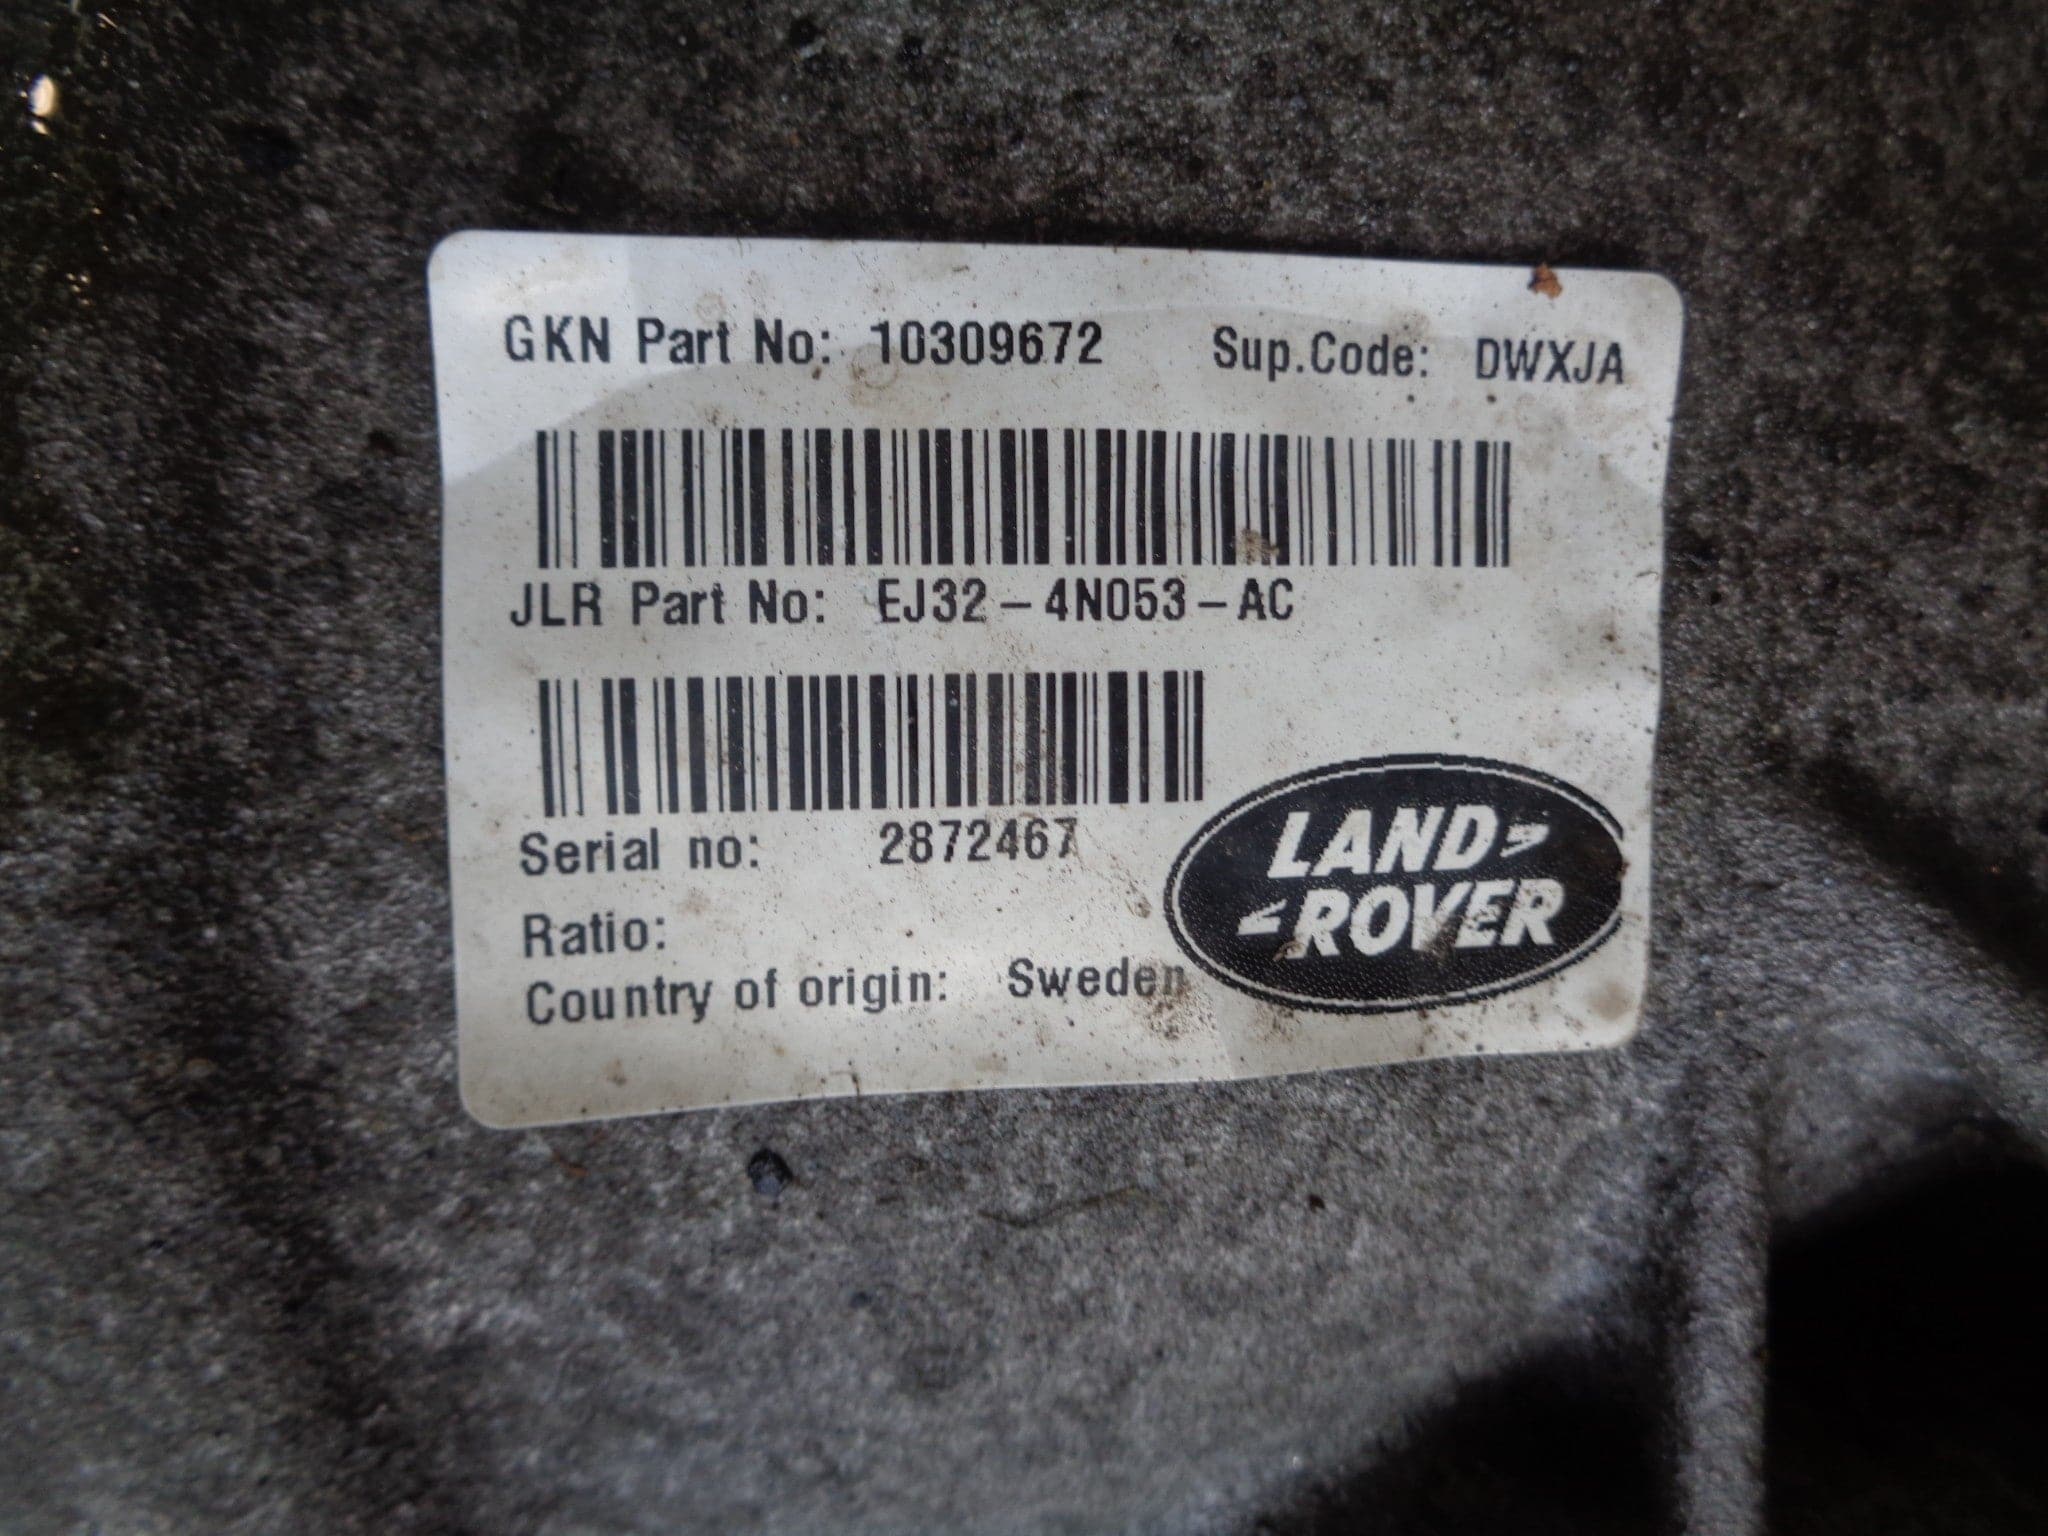 GKN Part No: 10309672 Sup.Code: DWXJA
JLR Part No: EJ32-4N053-AC
Serial no: 2872467
Ratio:
Country of origin: Sweden
LAND
ROVER